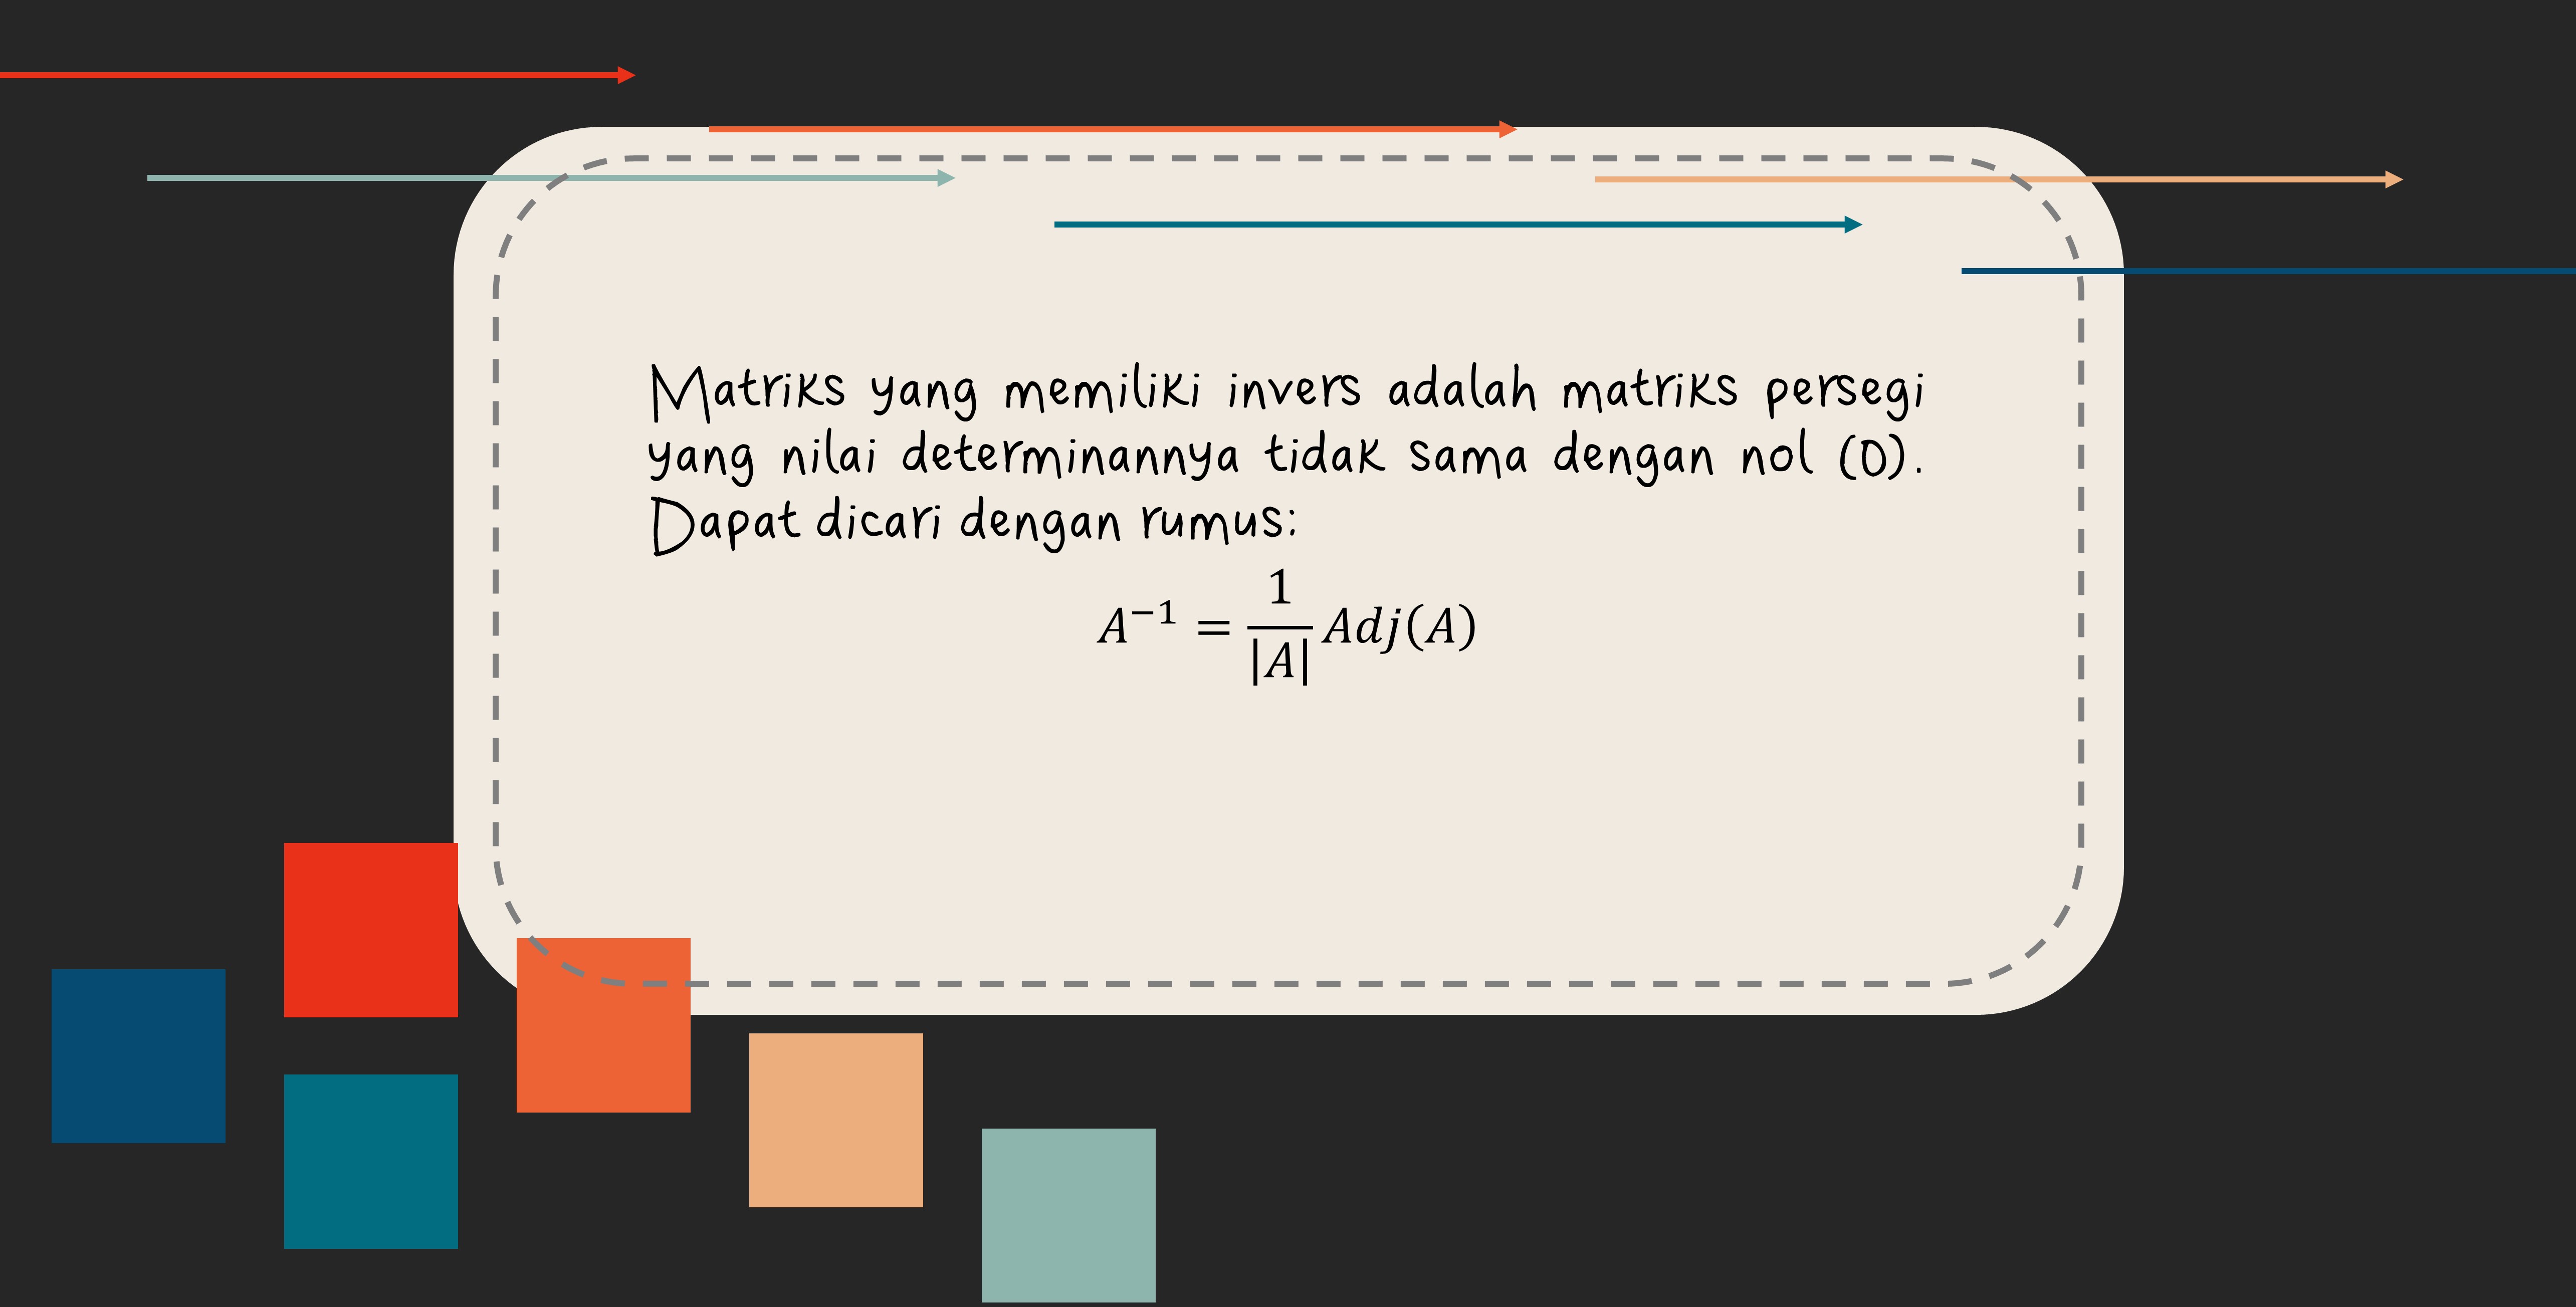 Matriks yang memiliki invers adalah matriks persegi
yang nilai determinannya tidak sama dengan nol (0).
Dapat dicari dengan rumus:
$A^{-1} = \frac{1}{|A|} Adj(A)$